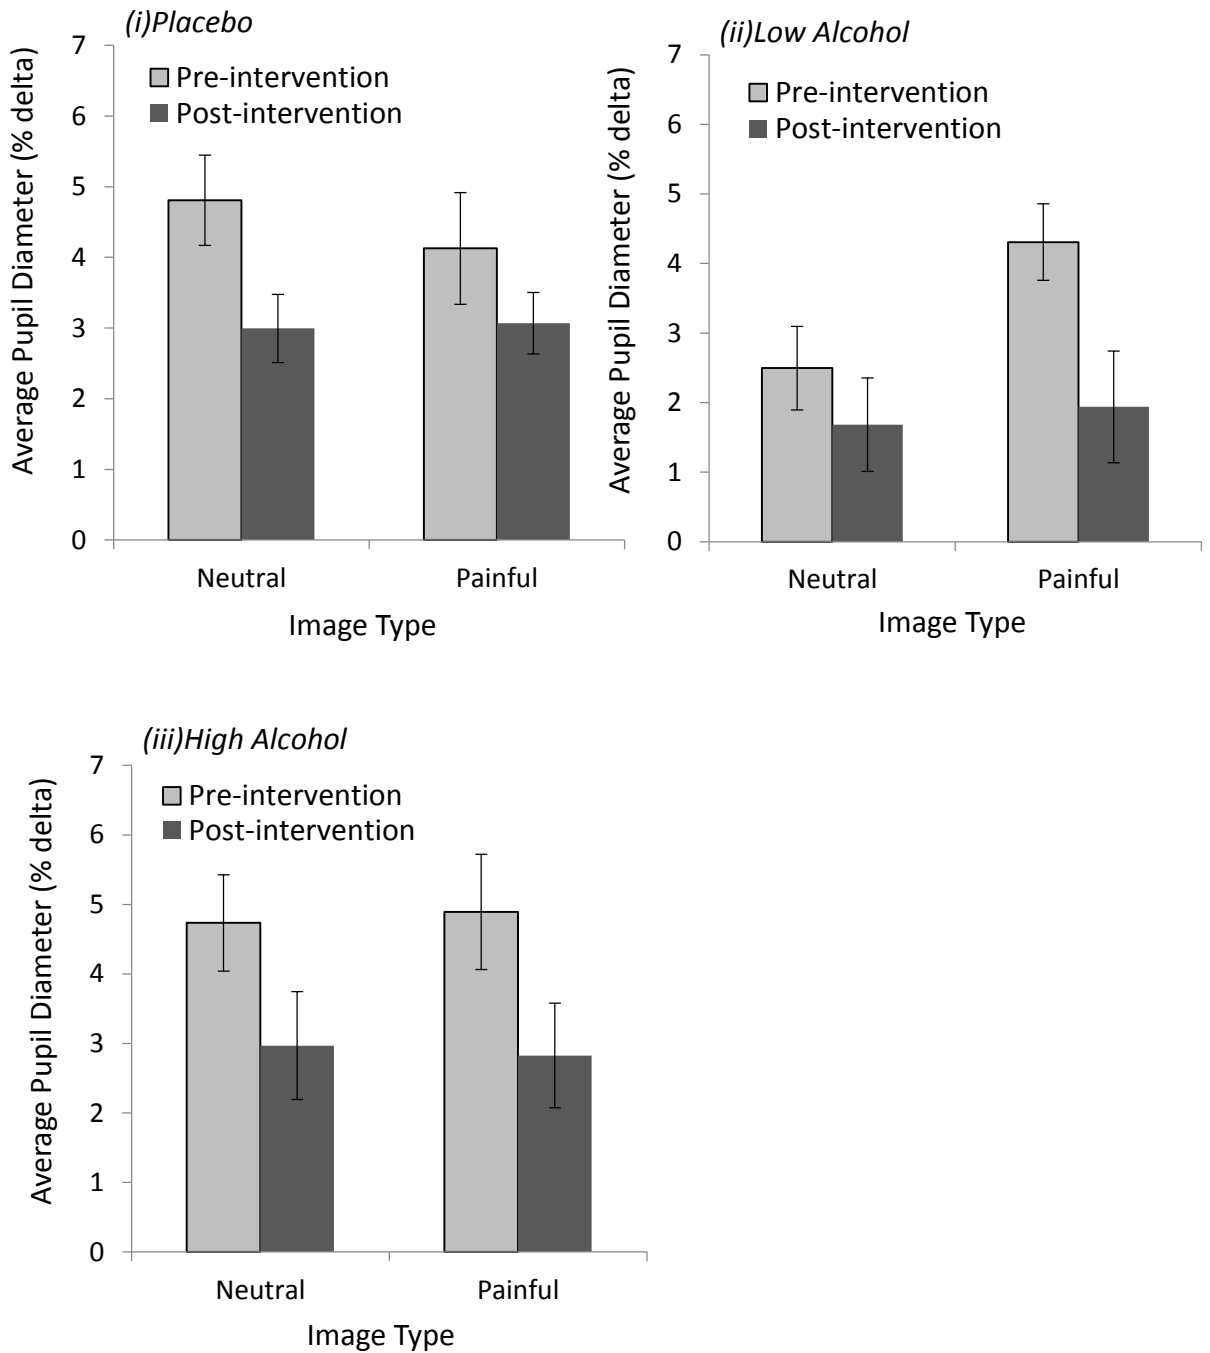 (i)Placebo
Average Pupil Diameter (% delta)
7
6
5
4
3
2
1
0
Pre-intervention
Post-intervention
Neutral
Painful
Image Type
(ii)Low Alcohol
Average Pupil Diameter (% delta)
7
6
5
4
3
2
1
0
Pre-intervention
Post-intervention
Neutral
Painful
Image Type
(iii)High Alcohol
Average Pupil Diameter (% delta)
7
6
5
4
3
2
1
0
Pre-intervention
Post-intervention
Neutral
Painful
Image Type